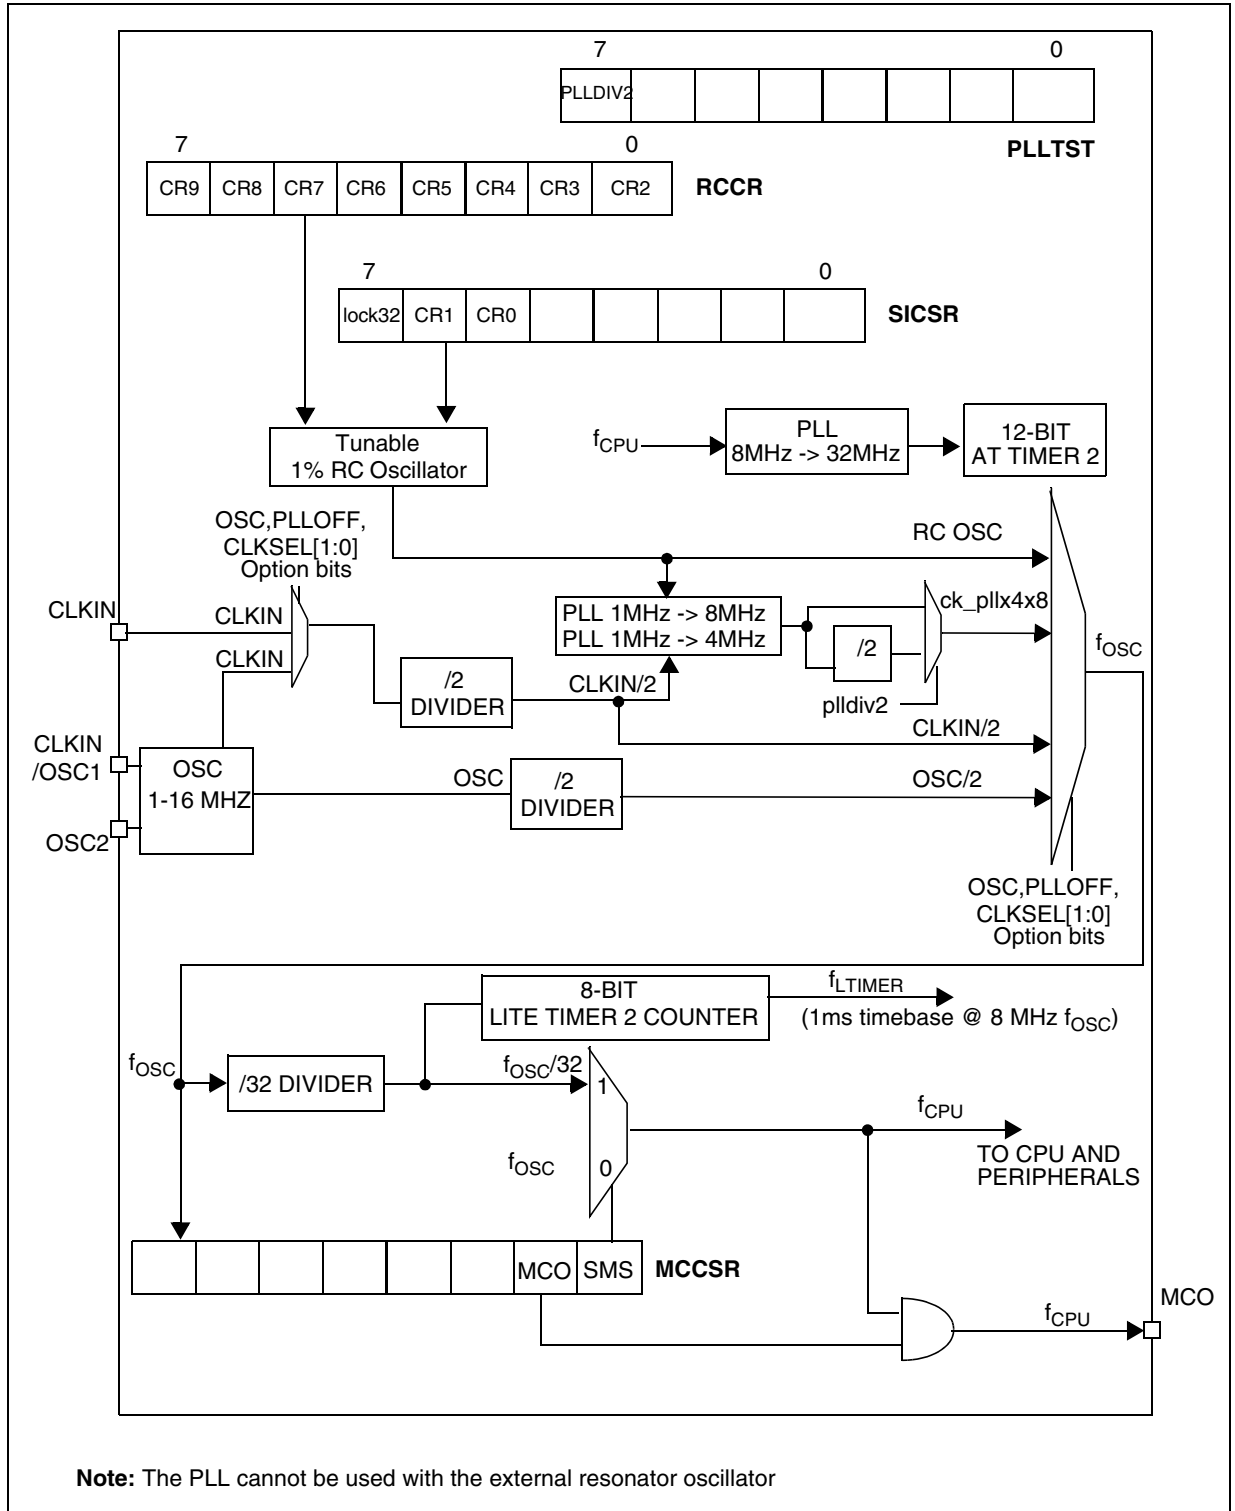 7 0
PLLDIV2
PLLTST
7 0
CR9 CR8 CR7 CR6 CR5 CR4 CR3 CR2 RCCR
7 0
lock32 CR1 CR0 SICSR
Tunable
1% RC Oscillator
fCPU
PLL
8MHz -> 32MHz
12-BIT
AT TIMER 2
OSC,PLLOFF,
CLKSEL[1:0]
Option bits
RC OSC
CLKIN
CLKIN
CLKIN
PLL 1MHz -> 8MHz
PLL 1MHz -> 4MHz
/2
ck_pllx4x8
plldiv2
fOSC
/2
DIVIDER
CLKIN/2
CLKIN/2
CLKIN
/OSC1
OSC2
OSC
1-16 MHZ
OSC
/2
DIVIDER
OSC/2
OSC,PLLOFF,
CLKSEL[1:0]
Option bits
8-BIT
LITE TIMER 2 COUNTER
fLTIMER
(1ms timebase @ 8 MHz fOSC)
fOSC
/32 DIVIDER
fOSC/32
1
fOSC
0
fCPU
TO CPU AND
PERIPHERALS
MCO SMS MCCSR
fCPU
MCO
Note: The PLL cannot be used with the external resonator oscillator